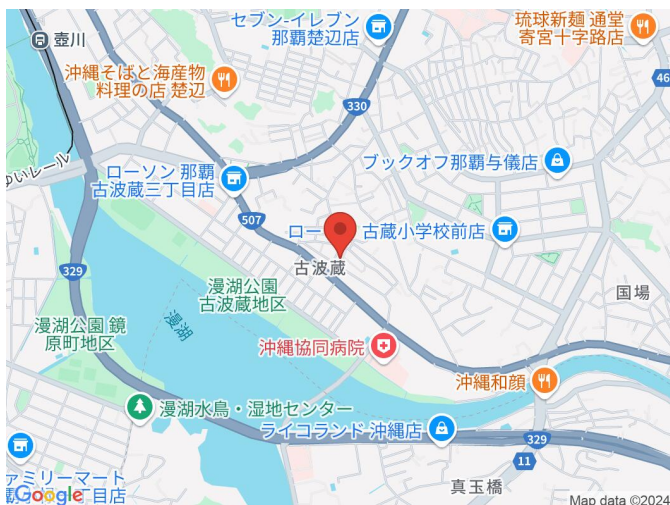 セブン-イレブン
那覇楚辺店
琉球新麺 通堂
寄宮十字路店
壺川
沖縄そばと海産物
料理の店 楚辺
46
330
ブックオフ那覇与儀店
いレール
ローソン 那覇
古波蔵三丁目店
507
ロー
古蔵小学校前店
古波蔵
329
漫湖公園
古波蔵地区
国場
漫湖公園 鏡
原町地区
漫湖
沖縄協同病院
沖縄和顔
漫湖水鳥・湿地センター
ライコランド 沖縄店
329
11
ァミリーマート
二丁目店
真玉橋
Google
Map data ©2024